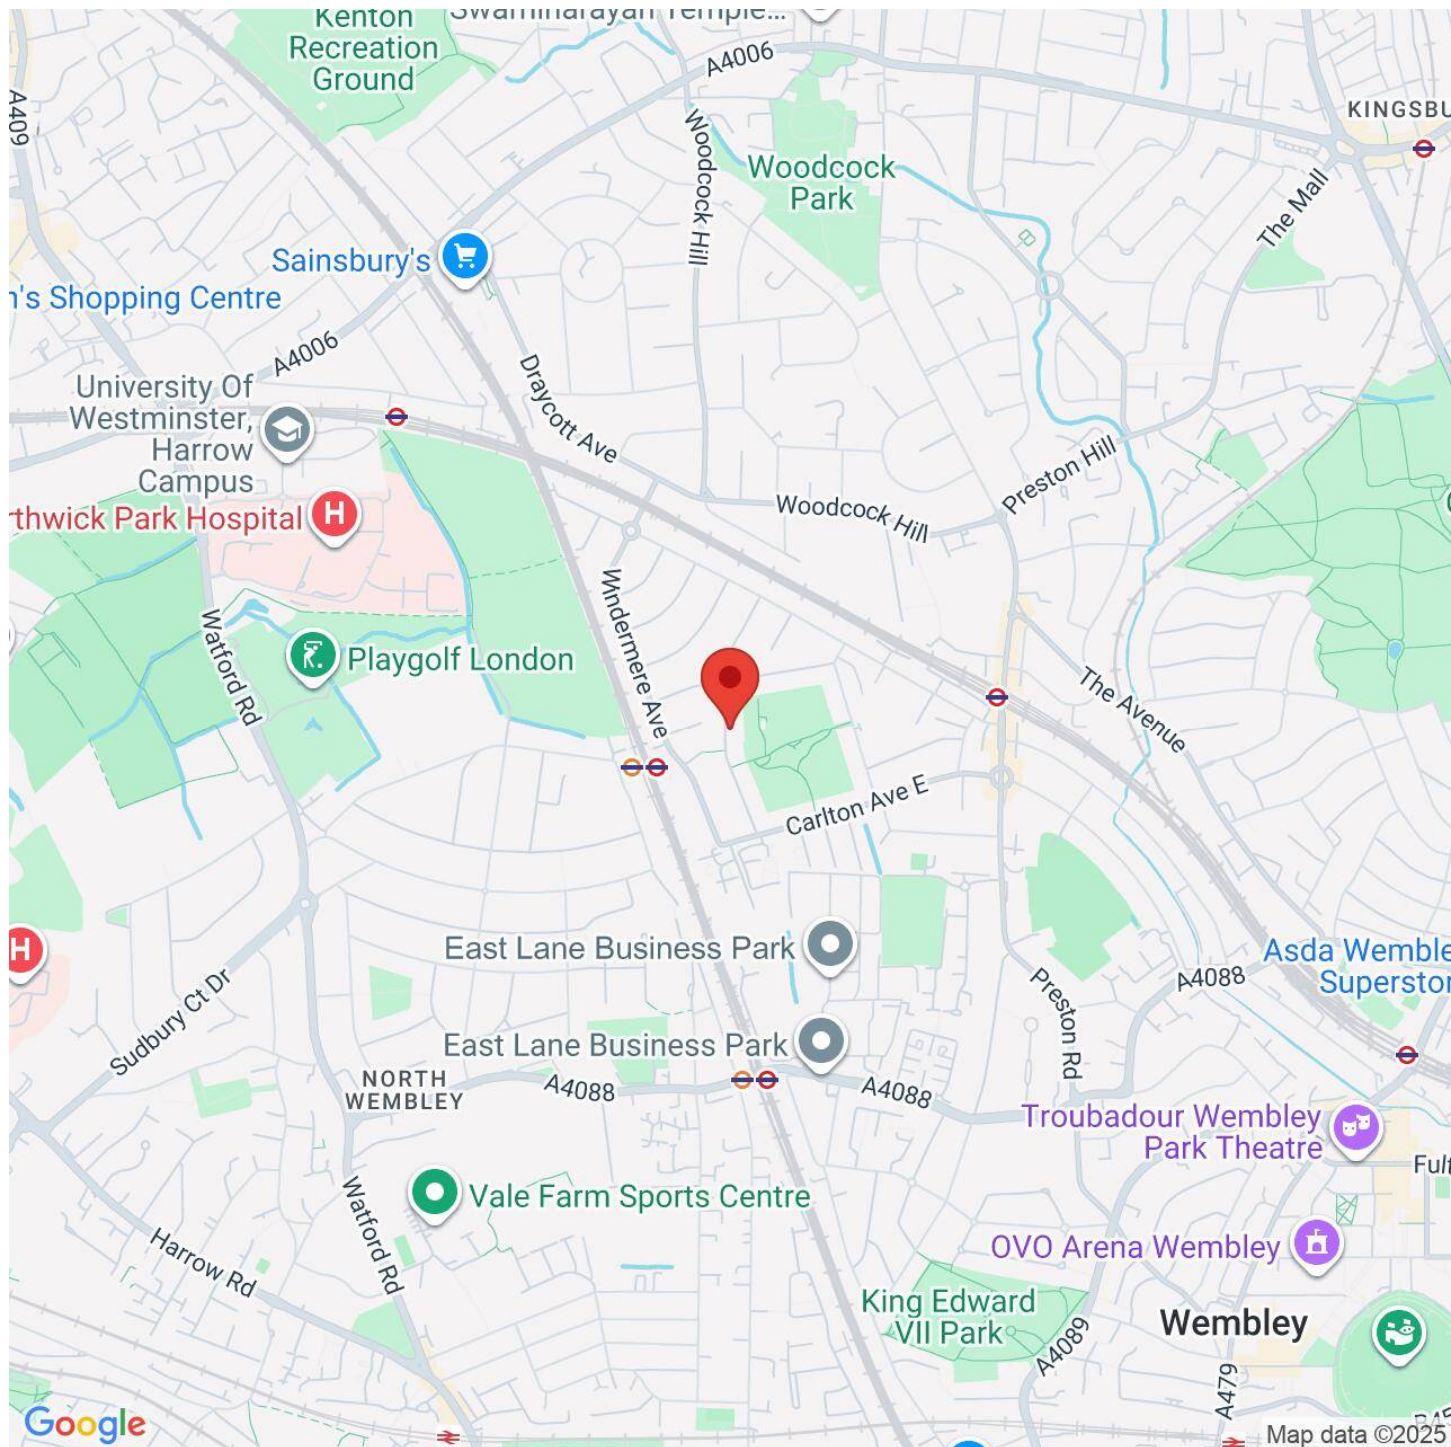 Kenton
Recreation
Ground
Swaminarayan Temple...
A4006
A409
Woodcock Hill
Woodcock
Park
KINGSBU
The Mall
Sainsbury's
n's Shopping Centre
A4006
University Of
Westminster,
Harrow
Campus
Draycott Ave
Preston Hill
Woodcock Hill
rthwick Park Hospital
H
Windermere Ave
Watford Rd
Playgolf London
The Avenue
Carlton Ave E
H
East Lane Business Park
Asda Wemble
Superstor
A4088
Sudbury Ct Dr
Preston Rd
East Lane Business Park
NORTH
WEMBLEY
A4088
A4088
Troubadour Wembley
Park Theatre
Fult
Vale Farm Sports Centre
Watford Rd
Harrow Rd
OVO Arena Wembley
King Edward
VII Park
Wembley
A4089
A479
Google
Map data ©2025